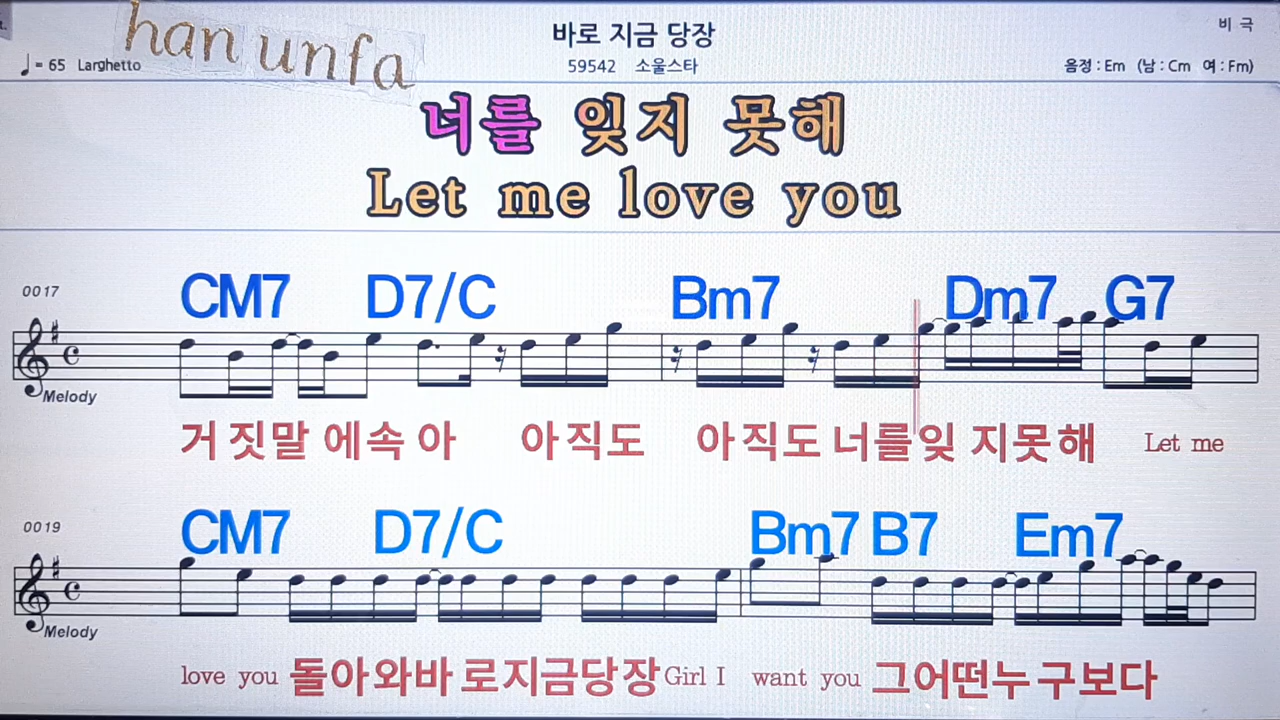 han unfa
바로 지금 당장
비 극
♩= 65 Larghetto
59542 소울스타
음정 : Em (남 : Cm 여 : Fm)
너를 잊지 못해
Let me love you
0017
CM7 D7/C Bm7 Dm7 G7
Melody
거짓말 에속 아 아직도 아직도 너를잊 지못해 Let me
0019
CM7 D7/C Bm7 B7 Em7
Melody
love you 돌아와바 로지금당장 Girl I want you 그어떤누 구보다